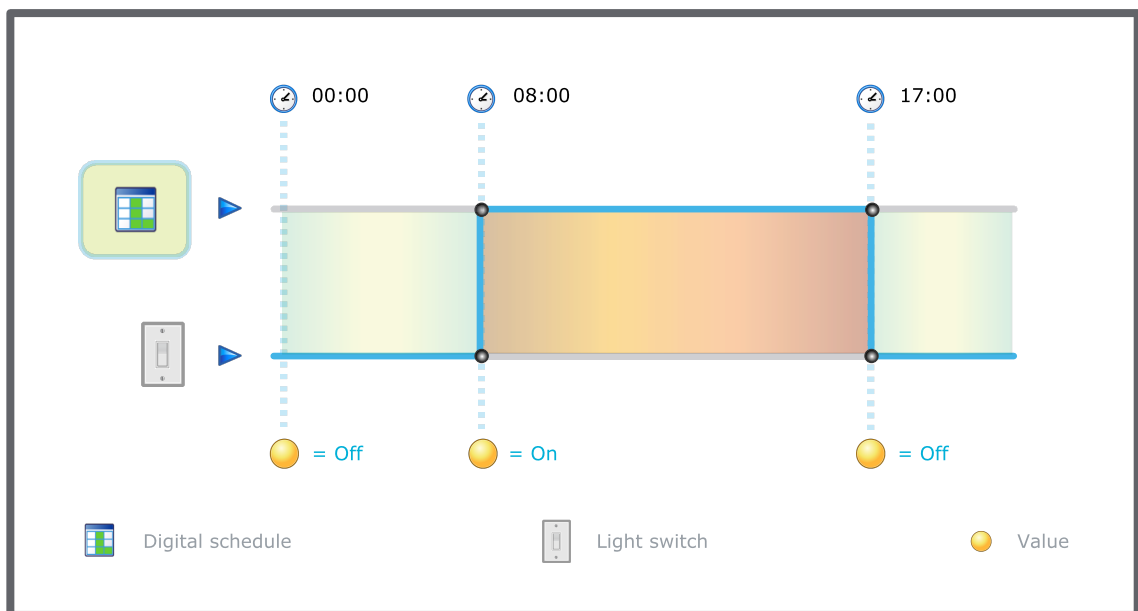 00:00
08:00
17:00
= Off
= On
= Off
Digital schedule
Light switch
Value